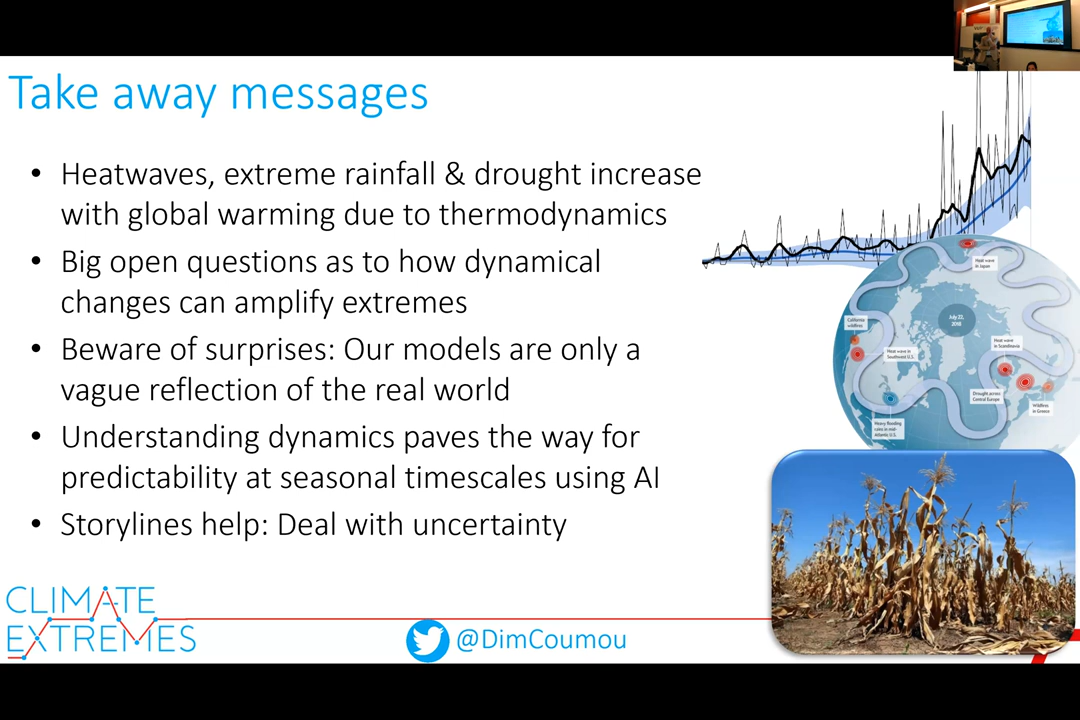 Take away messages
• Heatwaves, extreme rainfall & drought increase
with global warming due to thermodynamics
• Big open questions as to how dynamical
changes can amplify extremes
• Beware of surprises: Our models are only a
vague reflection of the real world
• Understanding dynamics paves the way for
predictability at seasonal timescales using AI
• Storylines help: Deal with uncertainty
Heat wave
in Japan
July 23,
2018
California
wildfires
Heat wave in
Southwest U.S.
Heat wave
in Scandinavia
Drought across
Central Europe
Wildfires
in Greece
Heavy flooding
rains in mid-
Atlantic U.S.
CLIMATE
EXTREMES
@DimCoumou